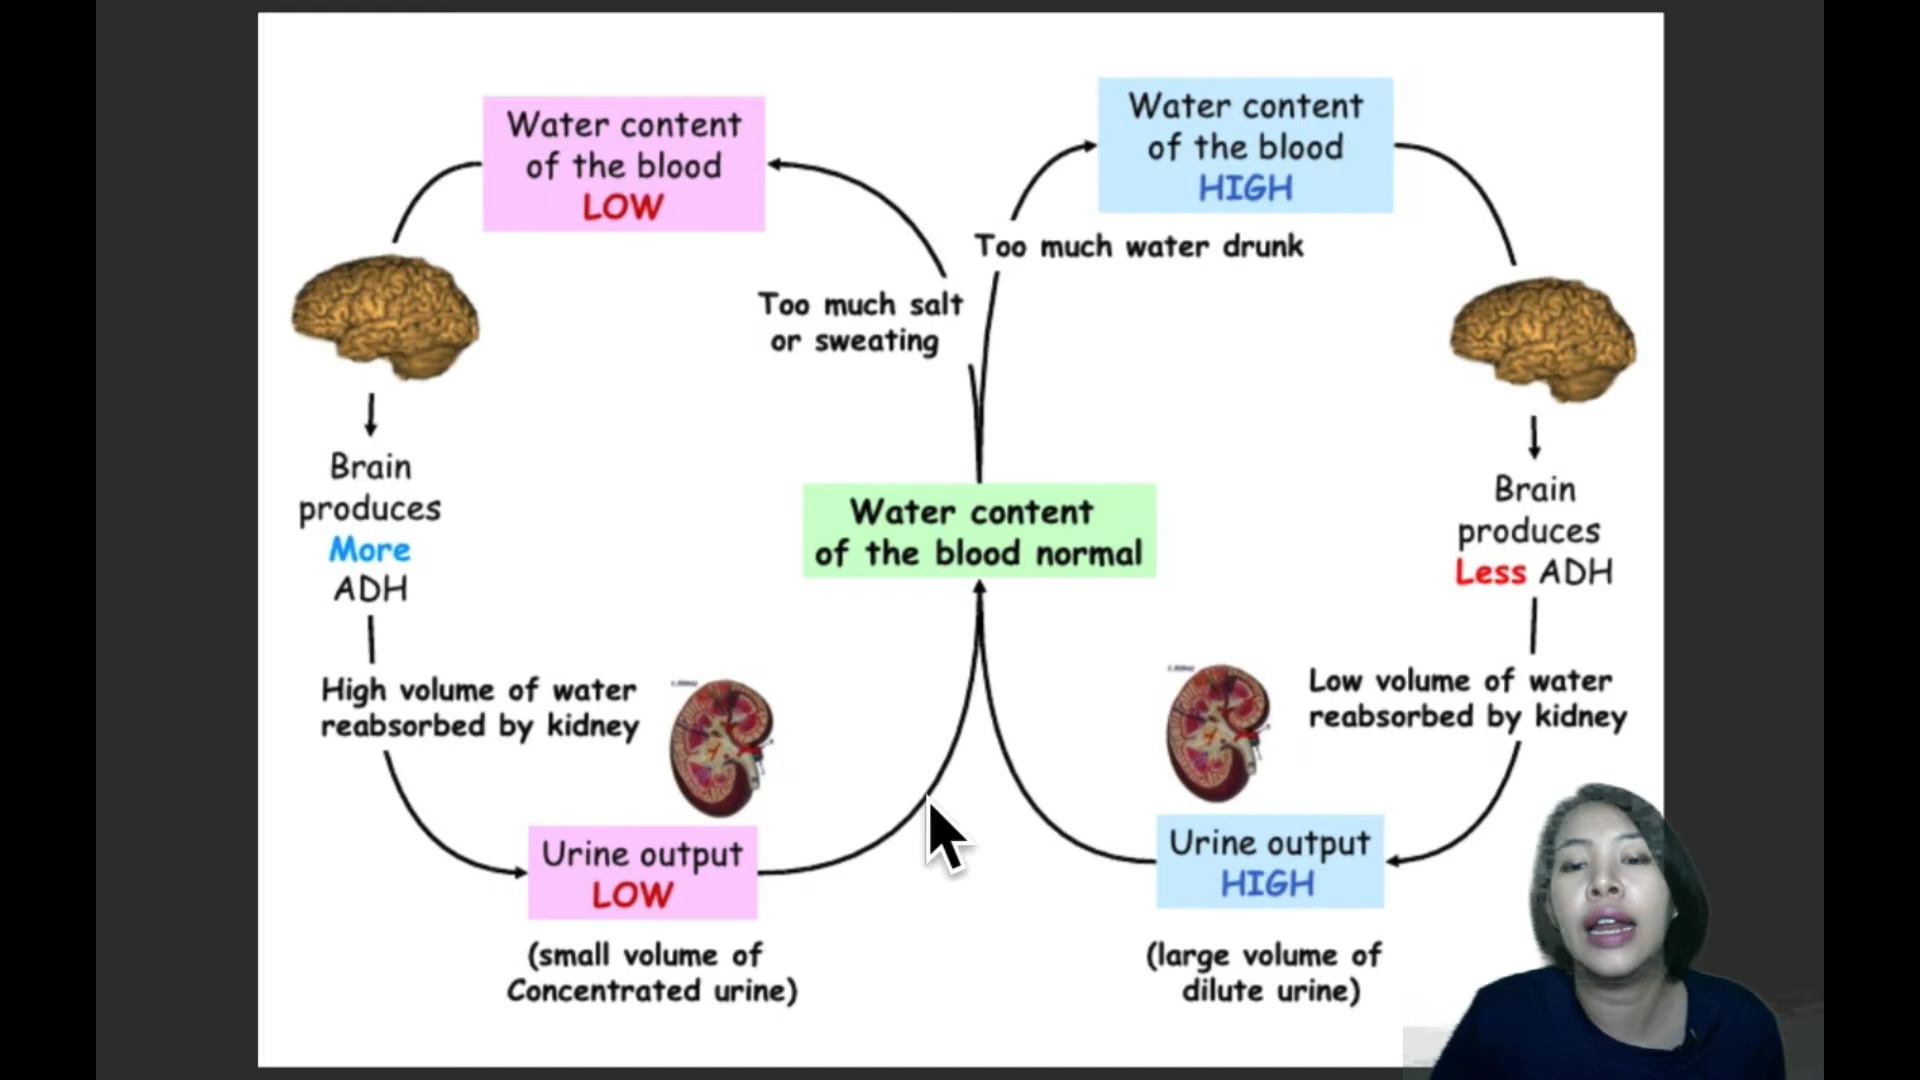 Water content
of the blood
LOW
Water content
of the blood
HIGH
Too much water drunk
Too much salt
or sweating
Brain
produces
More
ADH
Water content
of the blood normal
Brain
produces
Less ADH
High volume of water
reabsorbed by kidney
Low volume of water
reabsorbed by kidney
Urine output
LOW
(small volume of
Concentrated urine)
Urine output
HIGH
(large volume of
dilute urine)